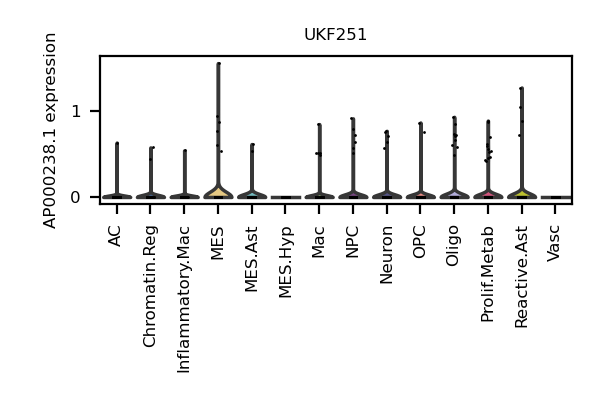 UKF251
AP000238.1 expression
1
0
AC
Chromatin.Reg
Inflammatory.Mac
MES
MES.Ast
MES.Hyp
Mac
NPC
Neuron
OPC
Oligo
Prolif.Metab
Reactive.Ast
Vasc